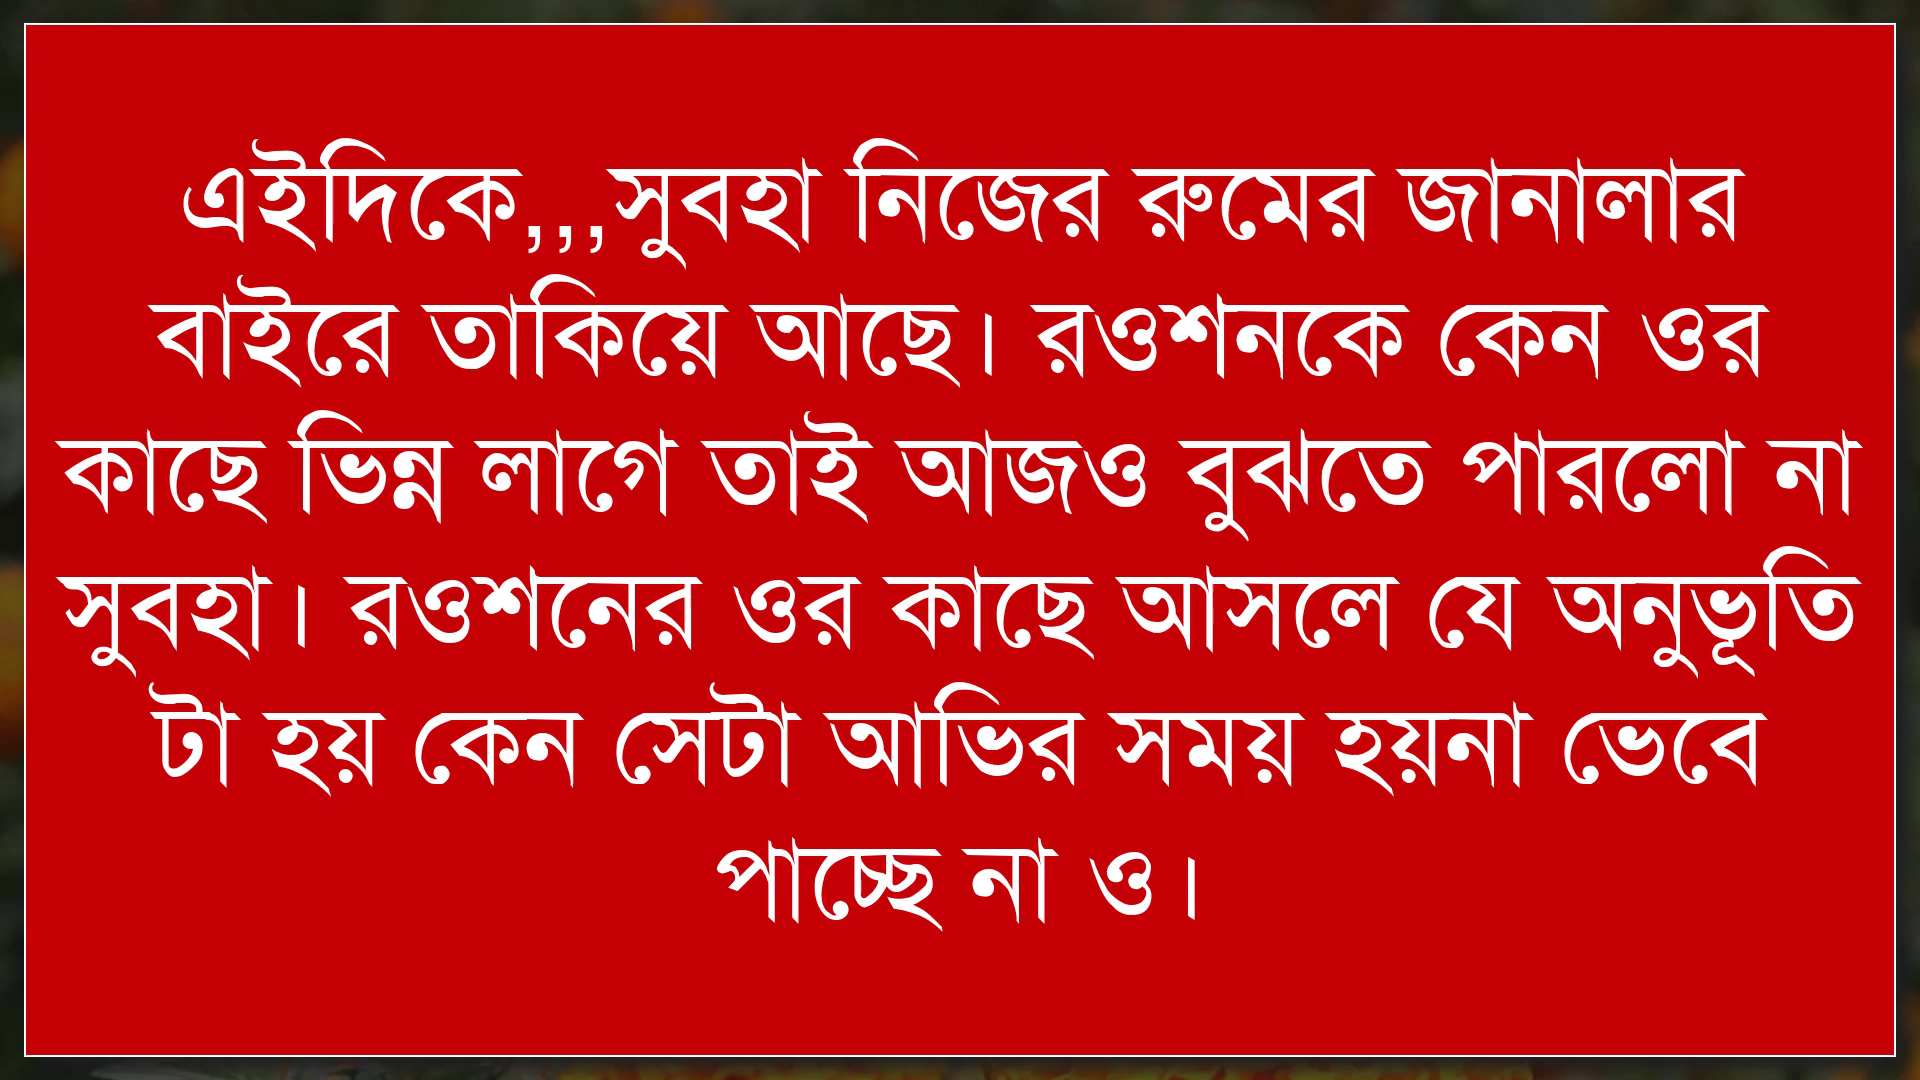 এইদিকে,,,সুবহা নিজের রুমের জানালার
বাইরে তাকিয়ে আছে। রওশনকে কেন ওর
কাছে ভিন্ন লাগে তাই আজও বুঝতে পারলো না
সুবহা। রওশনের ওর কাছে আসলে যে অনুভূতি
টা হয় কেন সেটা আভির সময় হয়না ভেবে
পাচ্ছে না ও।